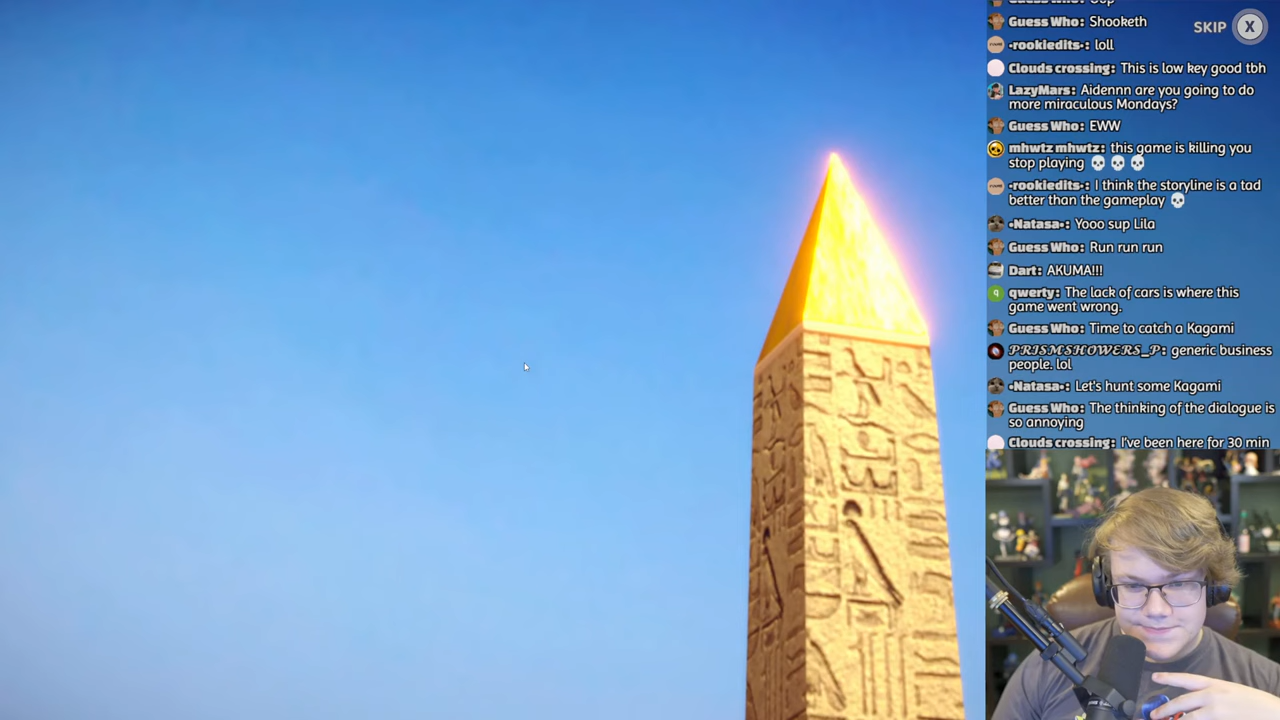 Guess Who: Oop
Guess Who: Shooketh
SKIP X
•rookiedits•: loll
Clouds crossing: This is low key good tbh
LazyMars: Aidennn are you going to do
more miraculous Mondays?
Guess Who: EWW
mhwtz mhwtz: this game is killing you
stop playing 💀 💀 💀
•rookiedits•: I think the storyline is a tad
better than the gameplay 💀
•Natasa•: Yooo sup Lila
Guess Who: Run run run
Dart: AKUMA!!!
q qwerty: The lack of cars is where this
game went wrong.
Guess Who: Time to catch a Kagami
𝓟𝓡𝓘𝓢𝓜𝓢𝓗𝓞𝓦𝓔𝓡𝓢_𝓟: generic business
people. lol
•Natasa•: Let's hunt some Kagami
Guess Who: The thinking of the dialogue is
so annoying
Clouds crossing: I've been here for 30 min